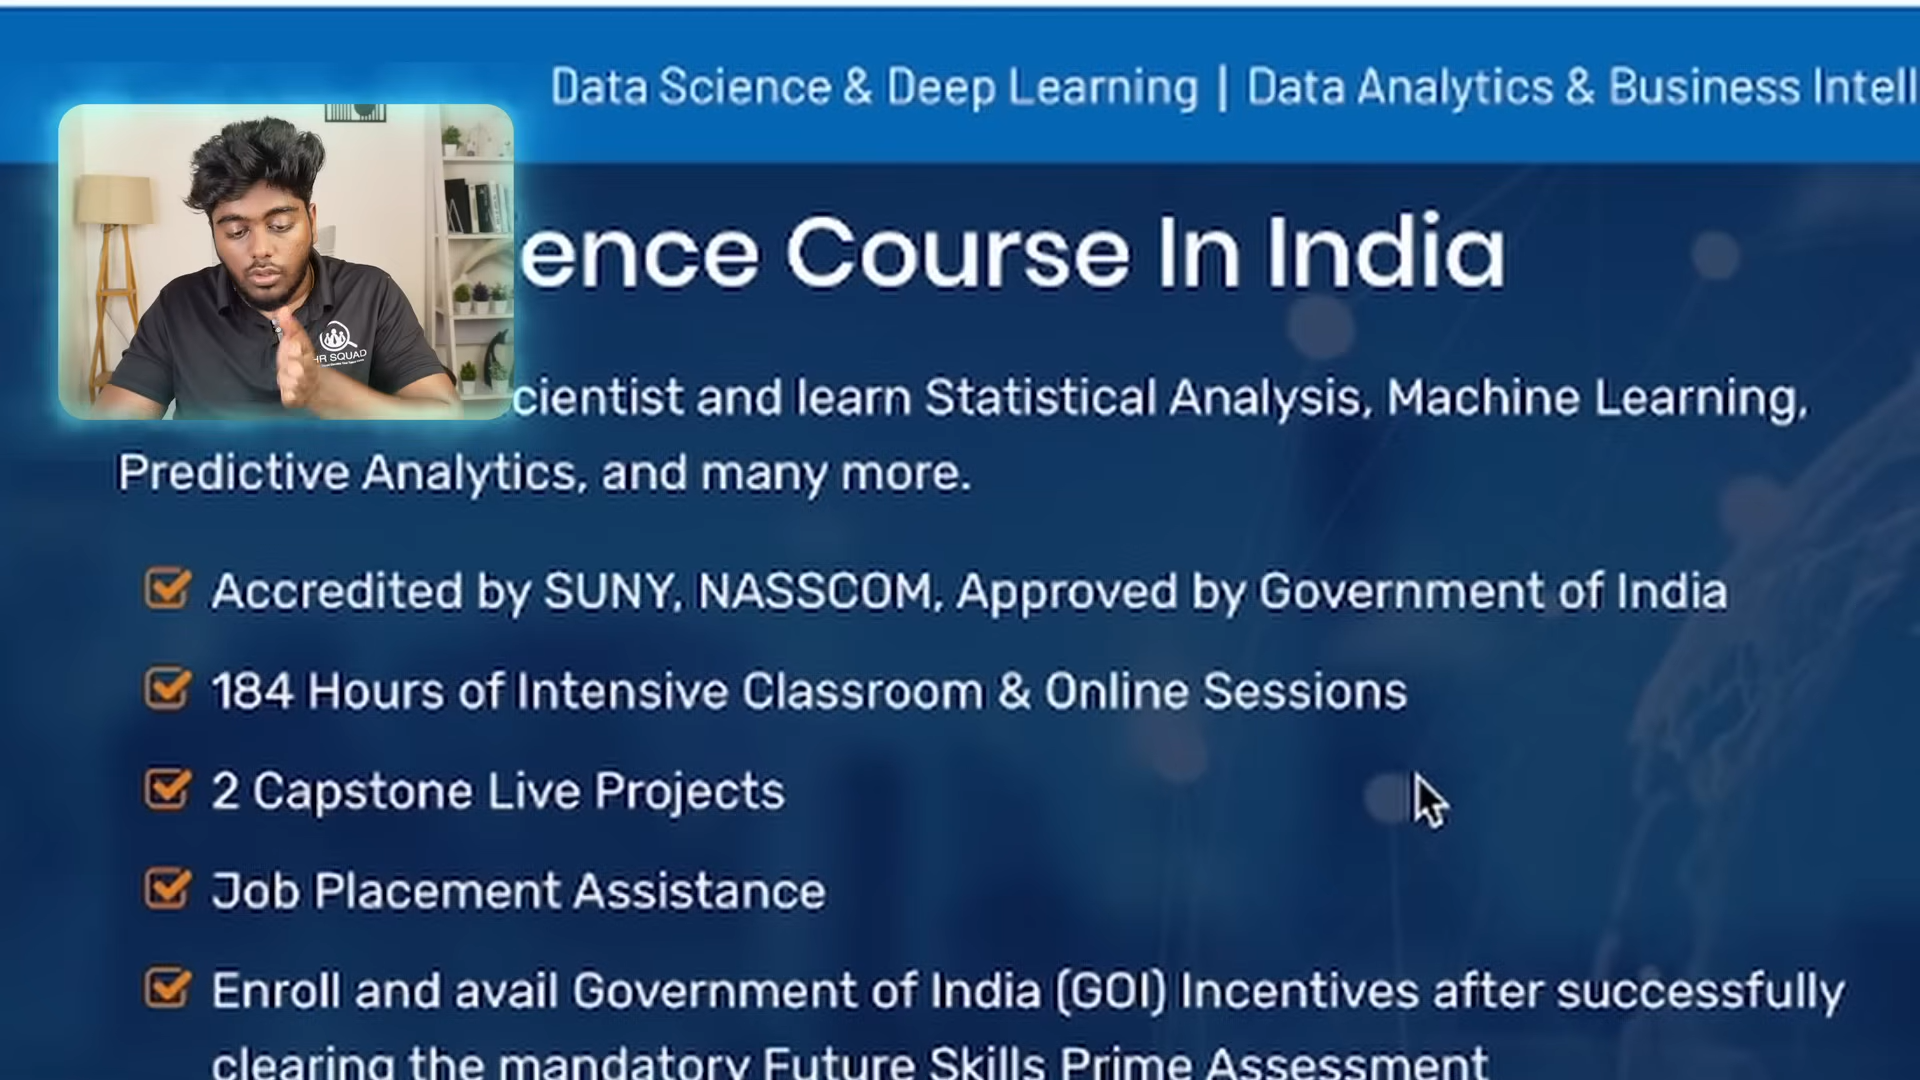 Data Science & Deep Learning | Data Analytics & Business Intell
ence Course In India
cientist and learn Statistical Analysis, Machine Learning,
Predictive Analytics, and many more.
Accredited by SUNY, NASSCOM, Approved by Government of India
184 Hours of Intensive Classroom & Online Sessions
2 Capstone Live Projects
Job Placement Assistance
Enroll and avail Government of India (GOI) Incentives after successfully
clearing the mandatory Future Skills Prime Assessment
HR SQUAD